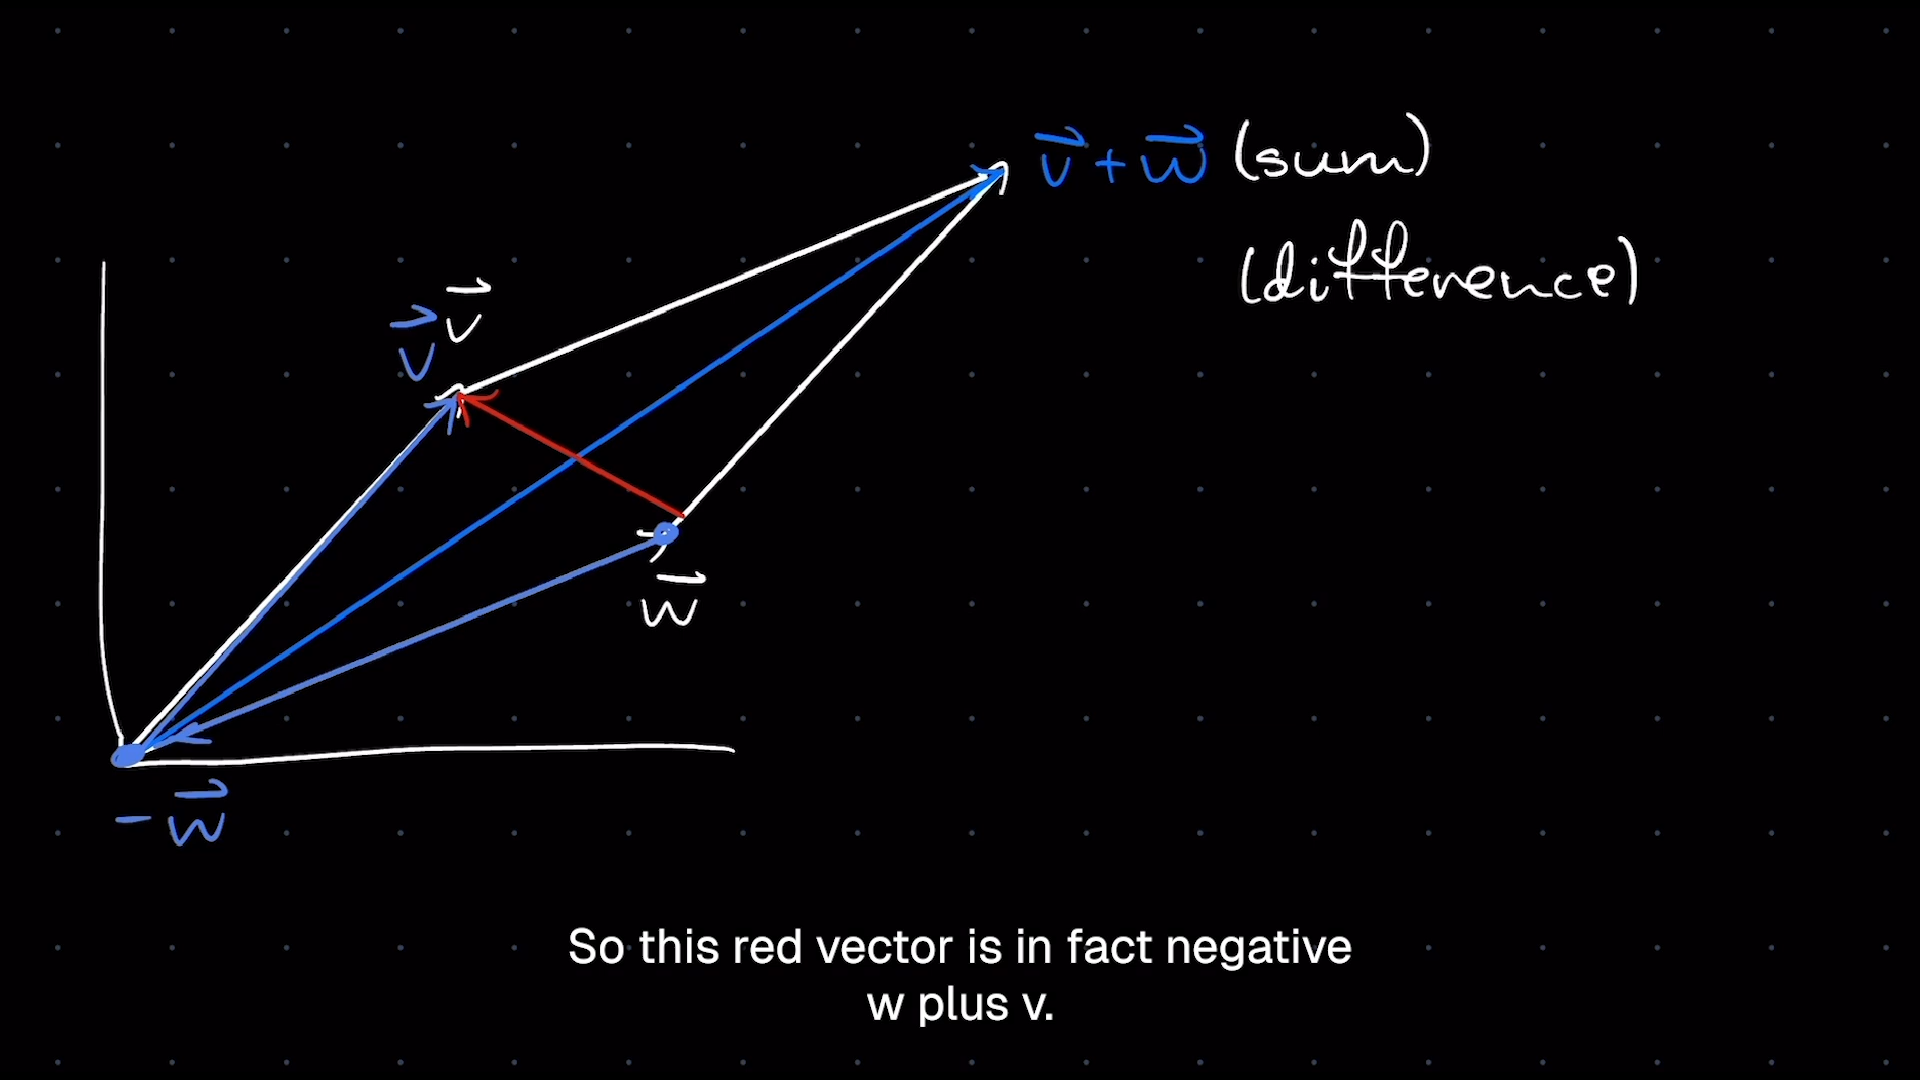 v⃗ + w⃗ (sum)
(difference)
v⃗
v⃗
w⃗
- w⃗
So this red vector is in fact negative
w plus v.